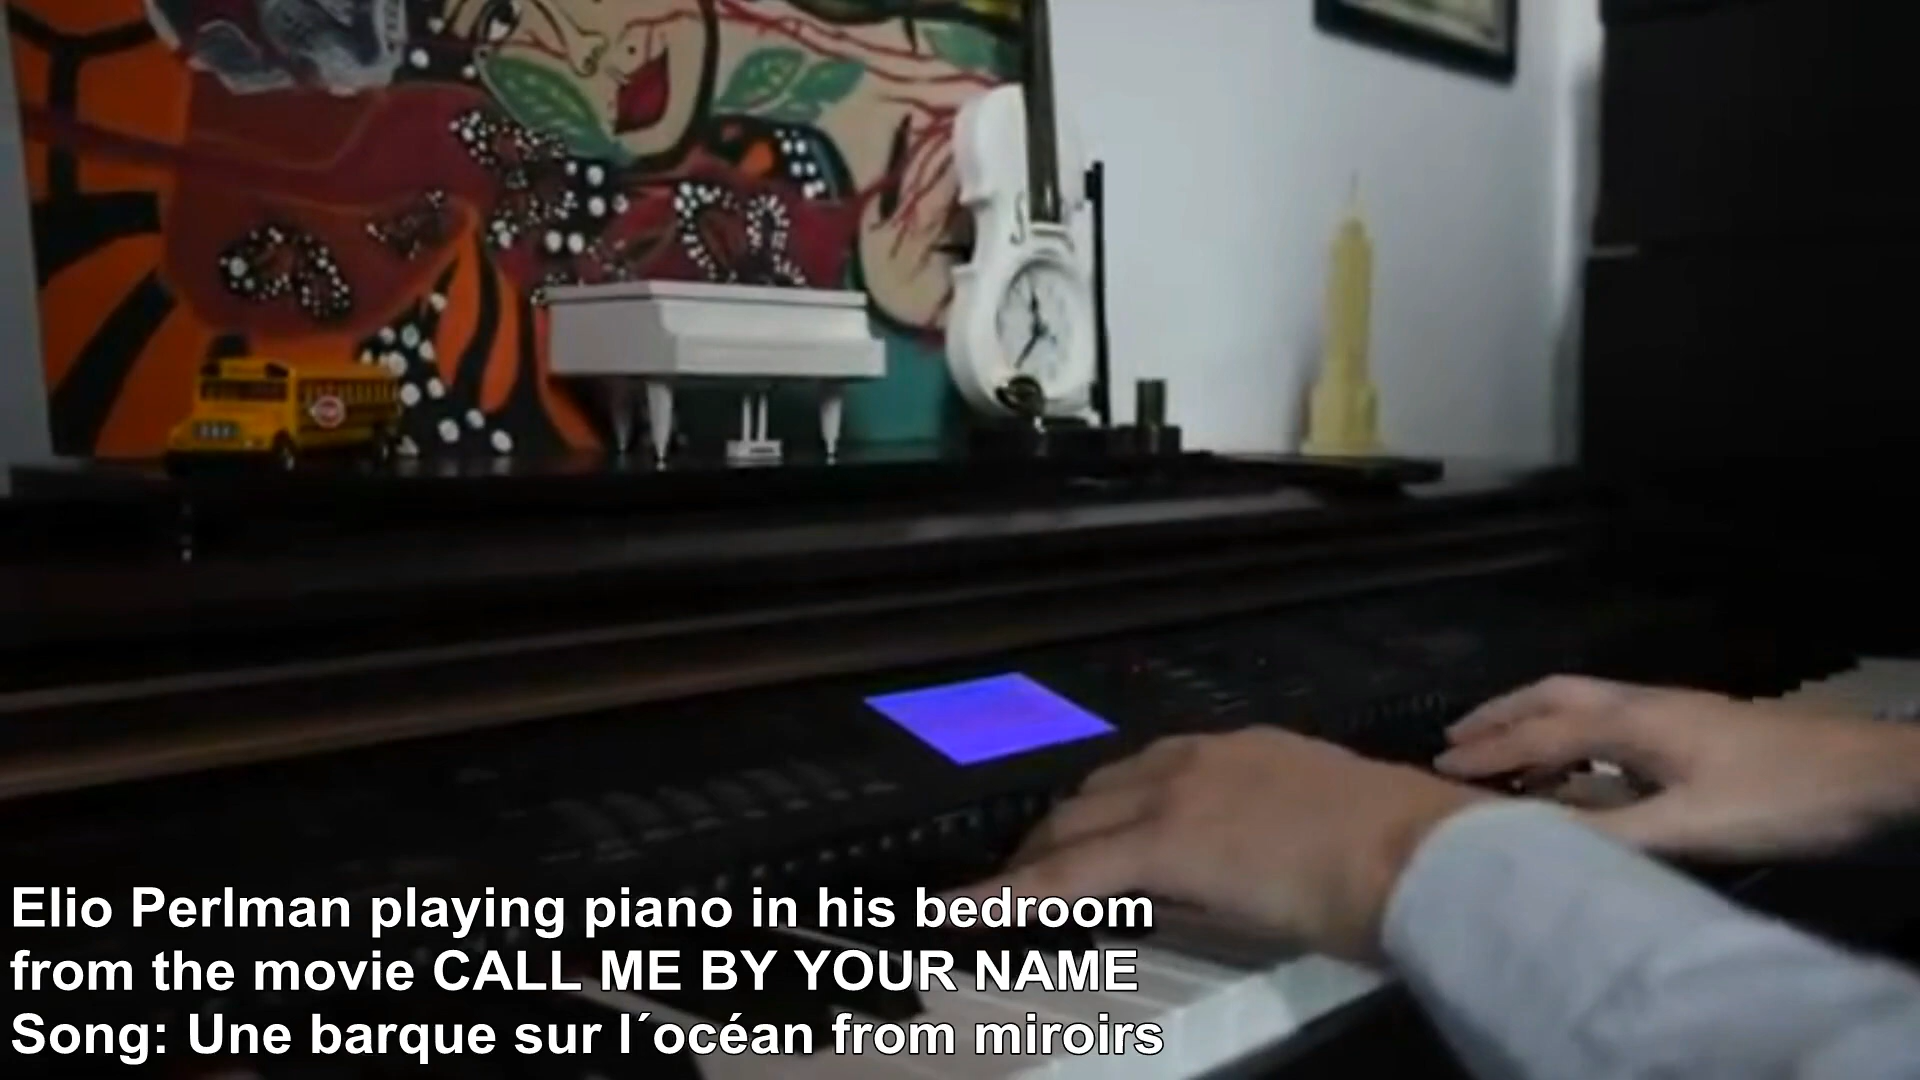 Elio Perlman playing piano in his bedroom
from the movie CALL ME BY YOUR NAME
Song: Une barque sur l´océan from miroirs